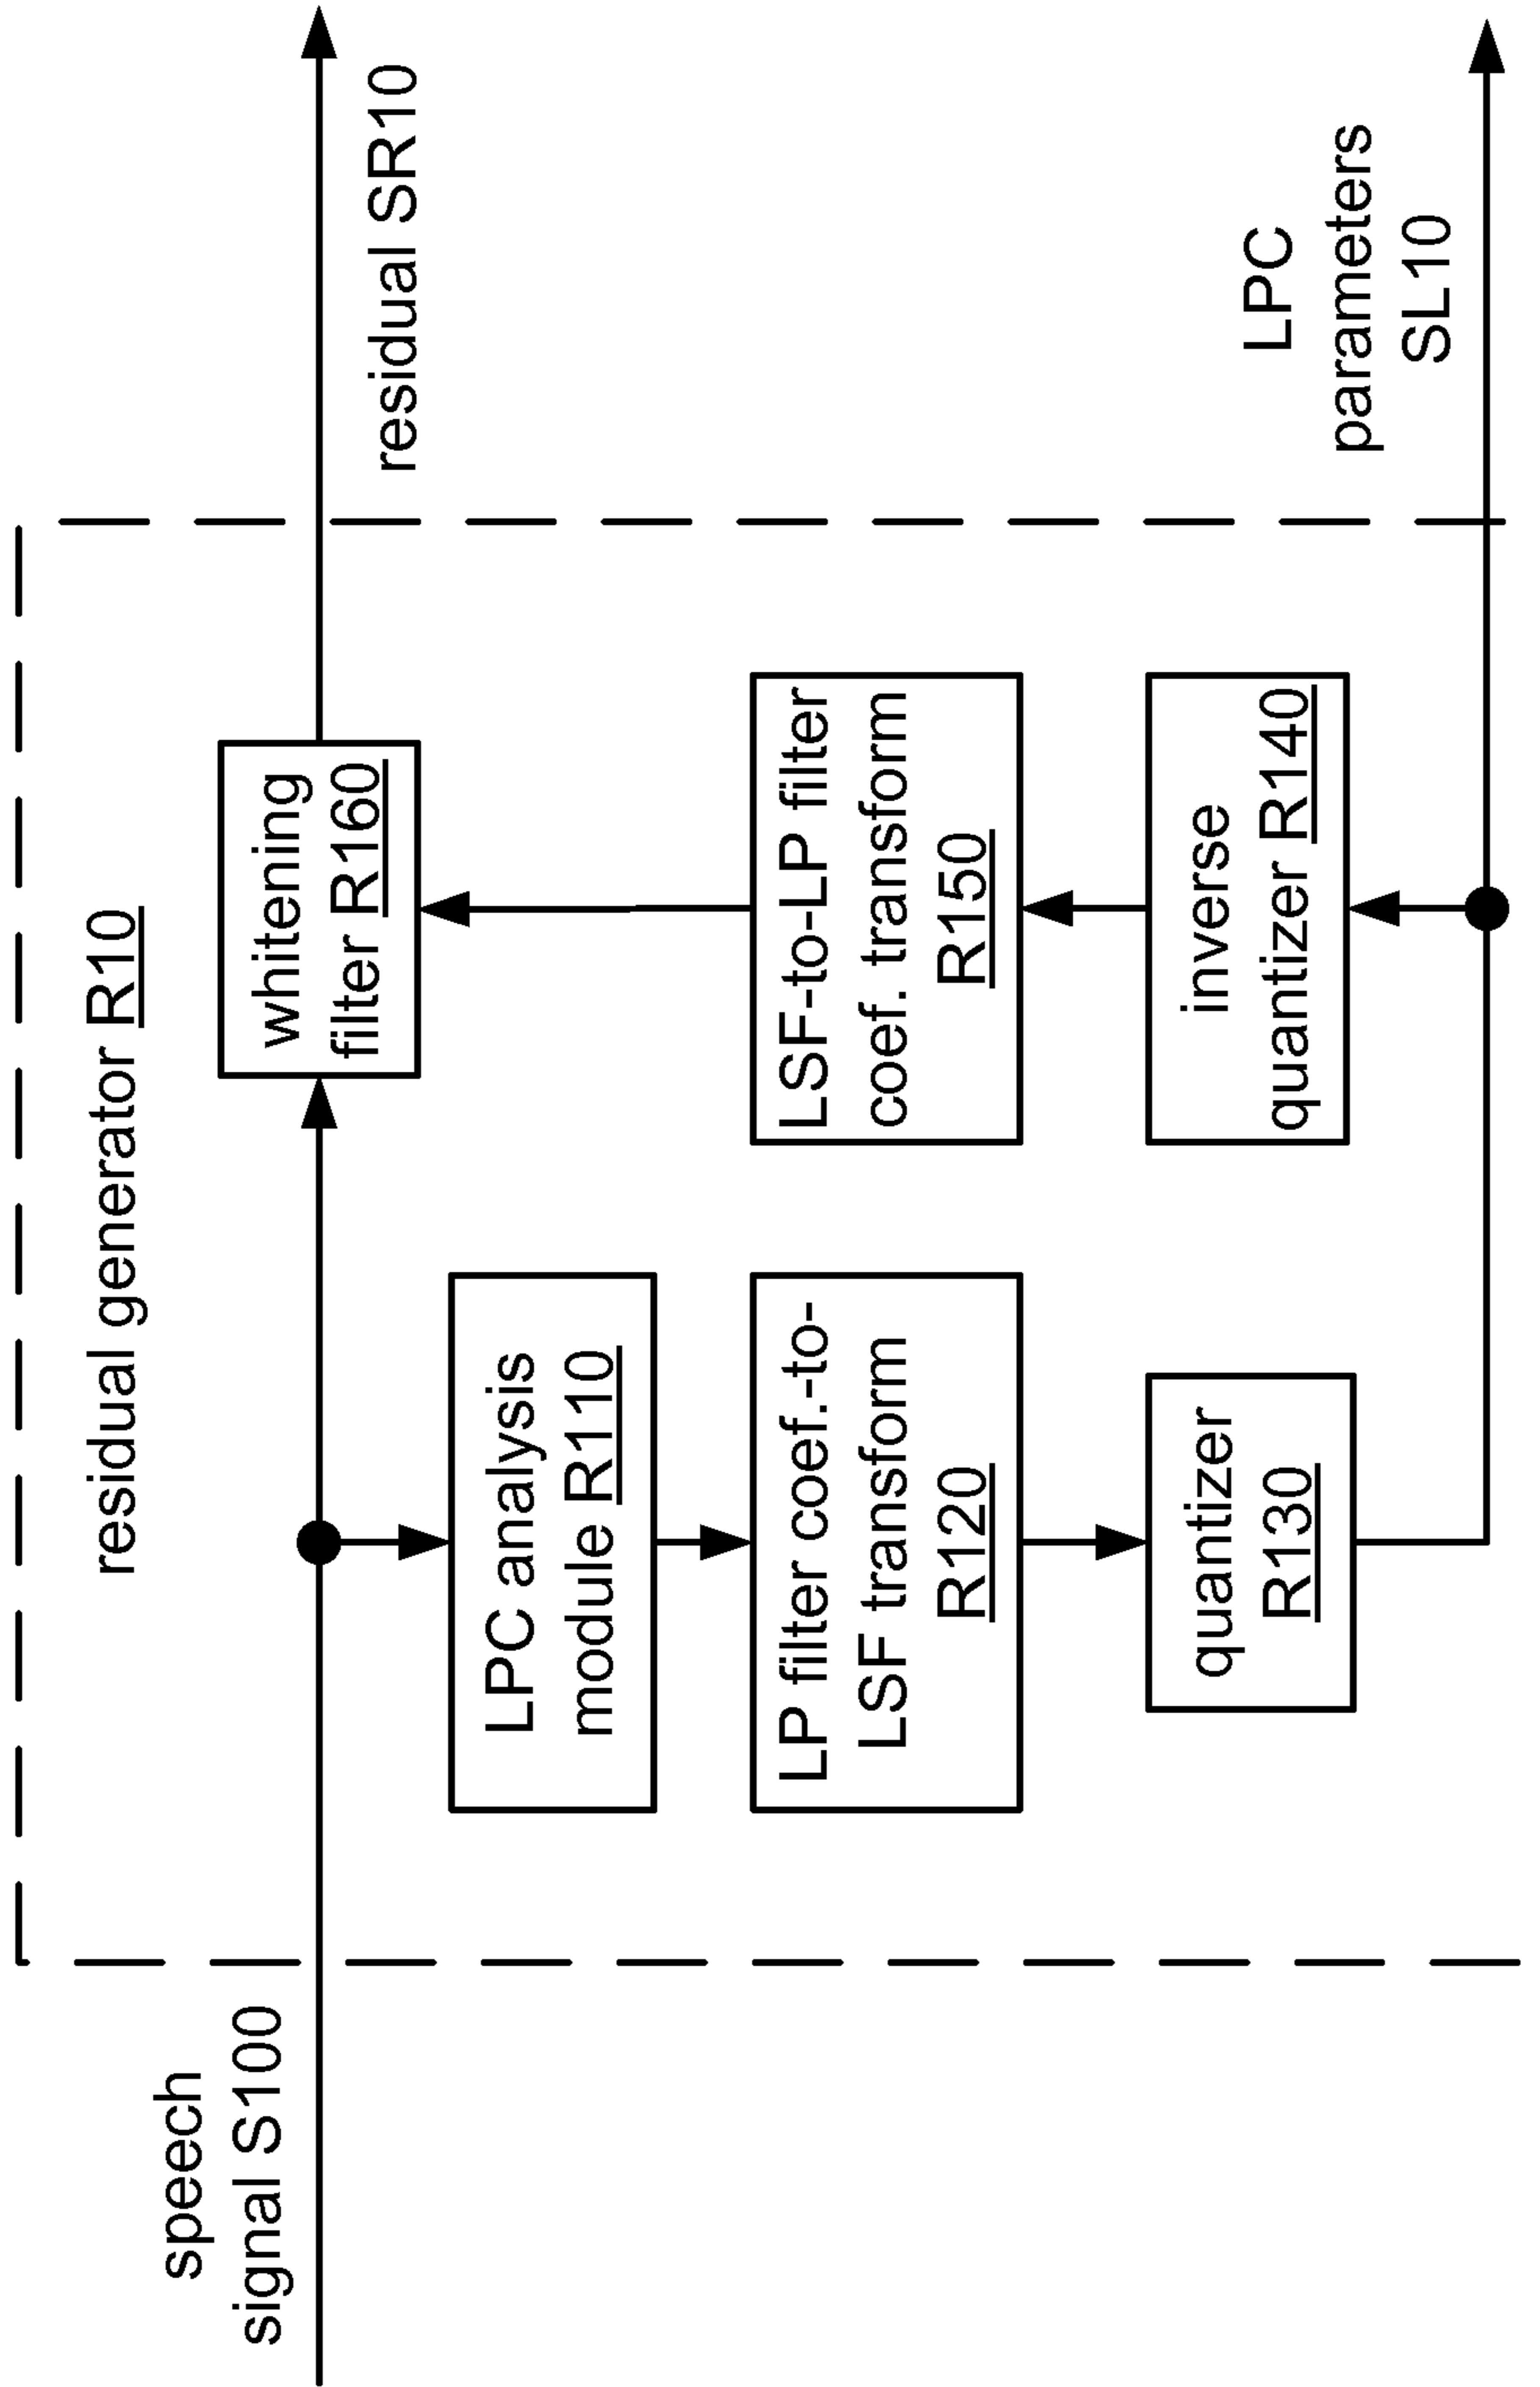 residual generator R10
speech
signal S100
whitening
filter R160
residual SR10
LPC analysis
module R110
LP filter coef.-to-
LSF transform
R120
LSF-to-LP filter
coef. transform
R150
quantizer
R130
inverse
quantizer R140
LPC
parameters
SL10